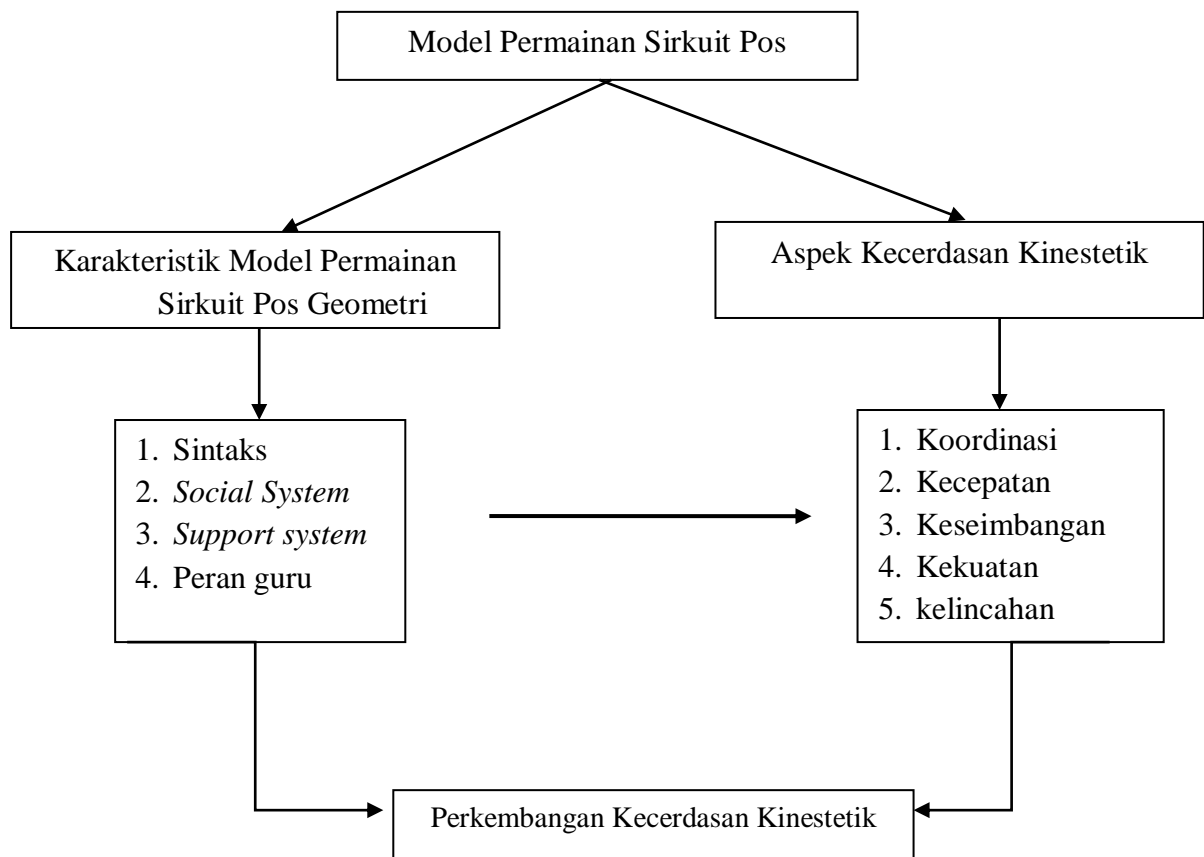 Model Permainan Sirkuit Pos
Karakteristik Model Permainan
Sirkuit Pos Geometri
Aspek Kecerdasan Kinestetik
1. Sintaks
2. Social System
3. Support system
4. Peran guru
1. Koordinasi
2. Kecepatan
3. Keseimbangan
4. Kekuatan
5. kelincahan
Perkembangan Kecerdasan Kinestetik